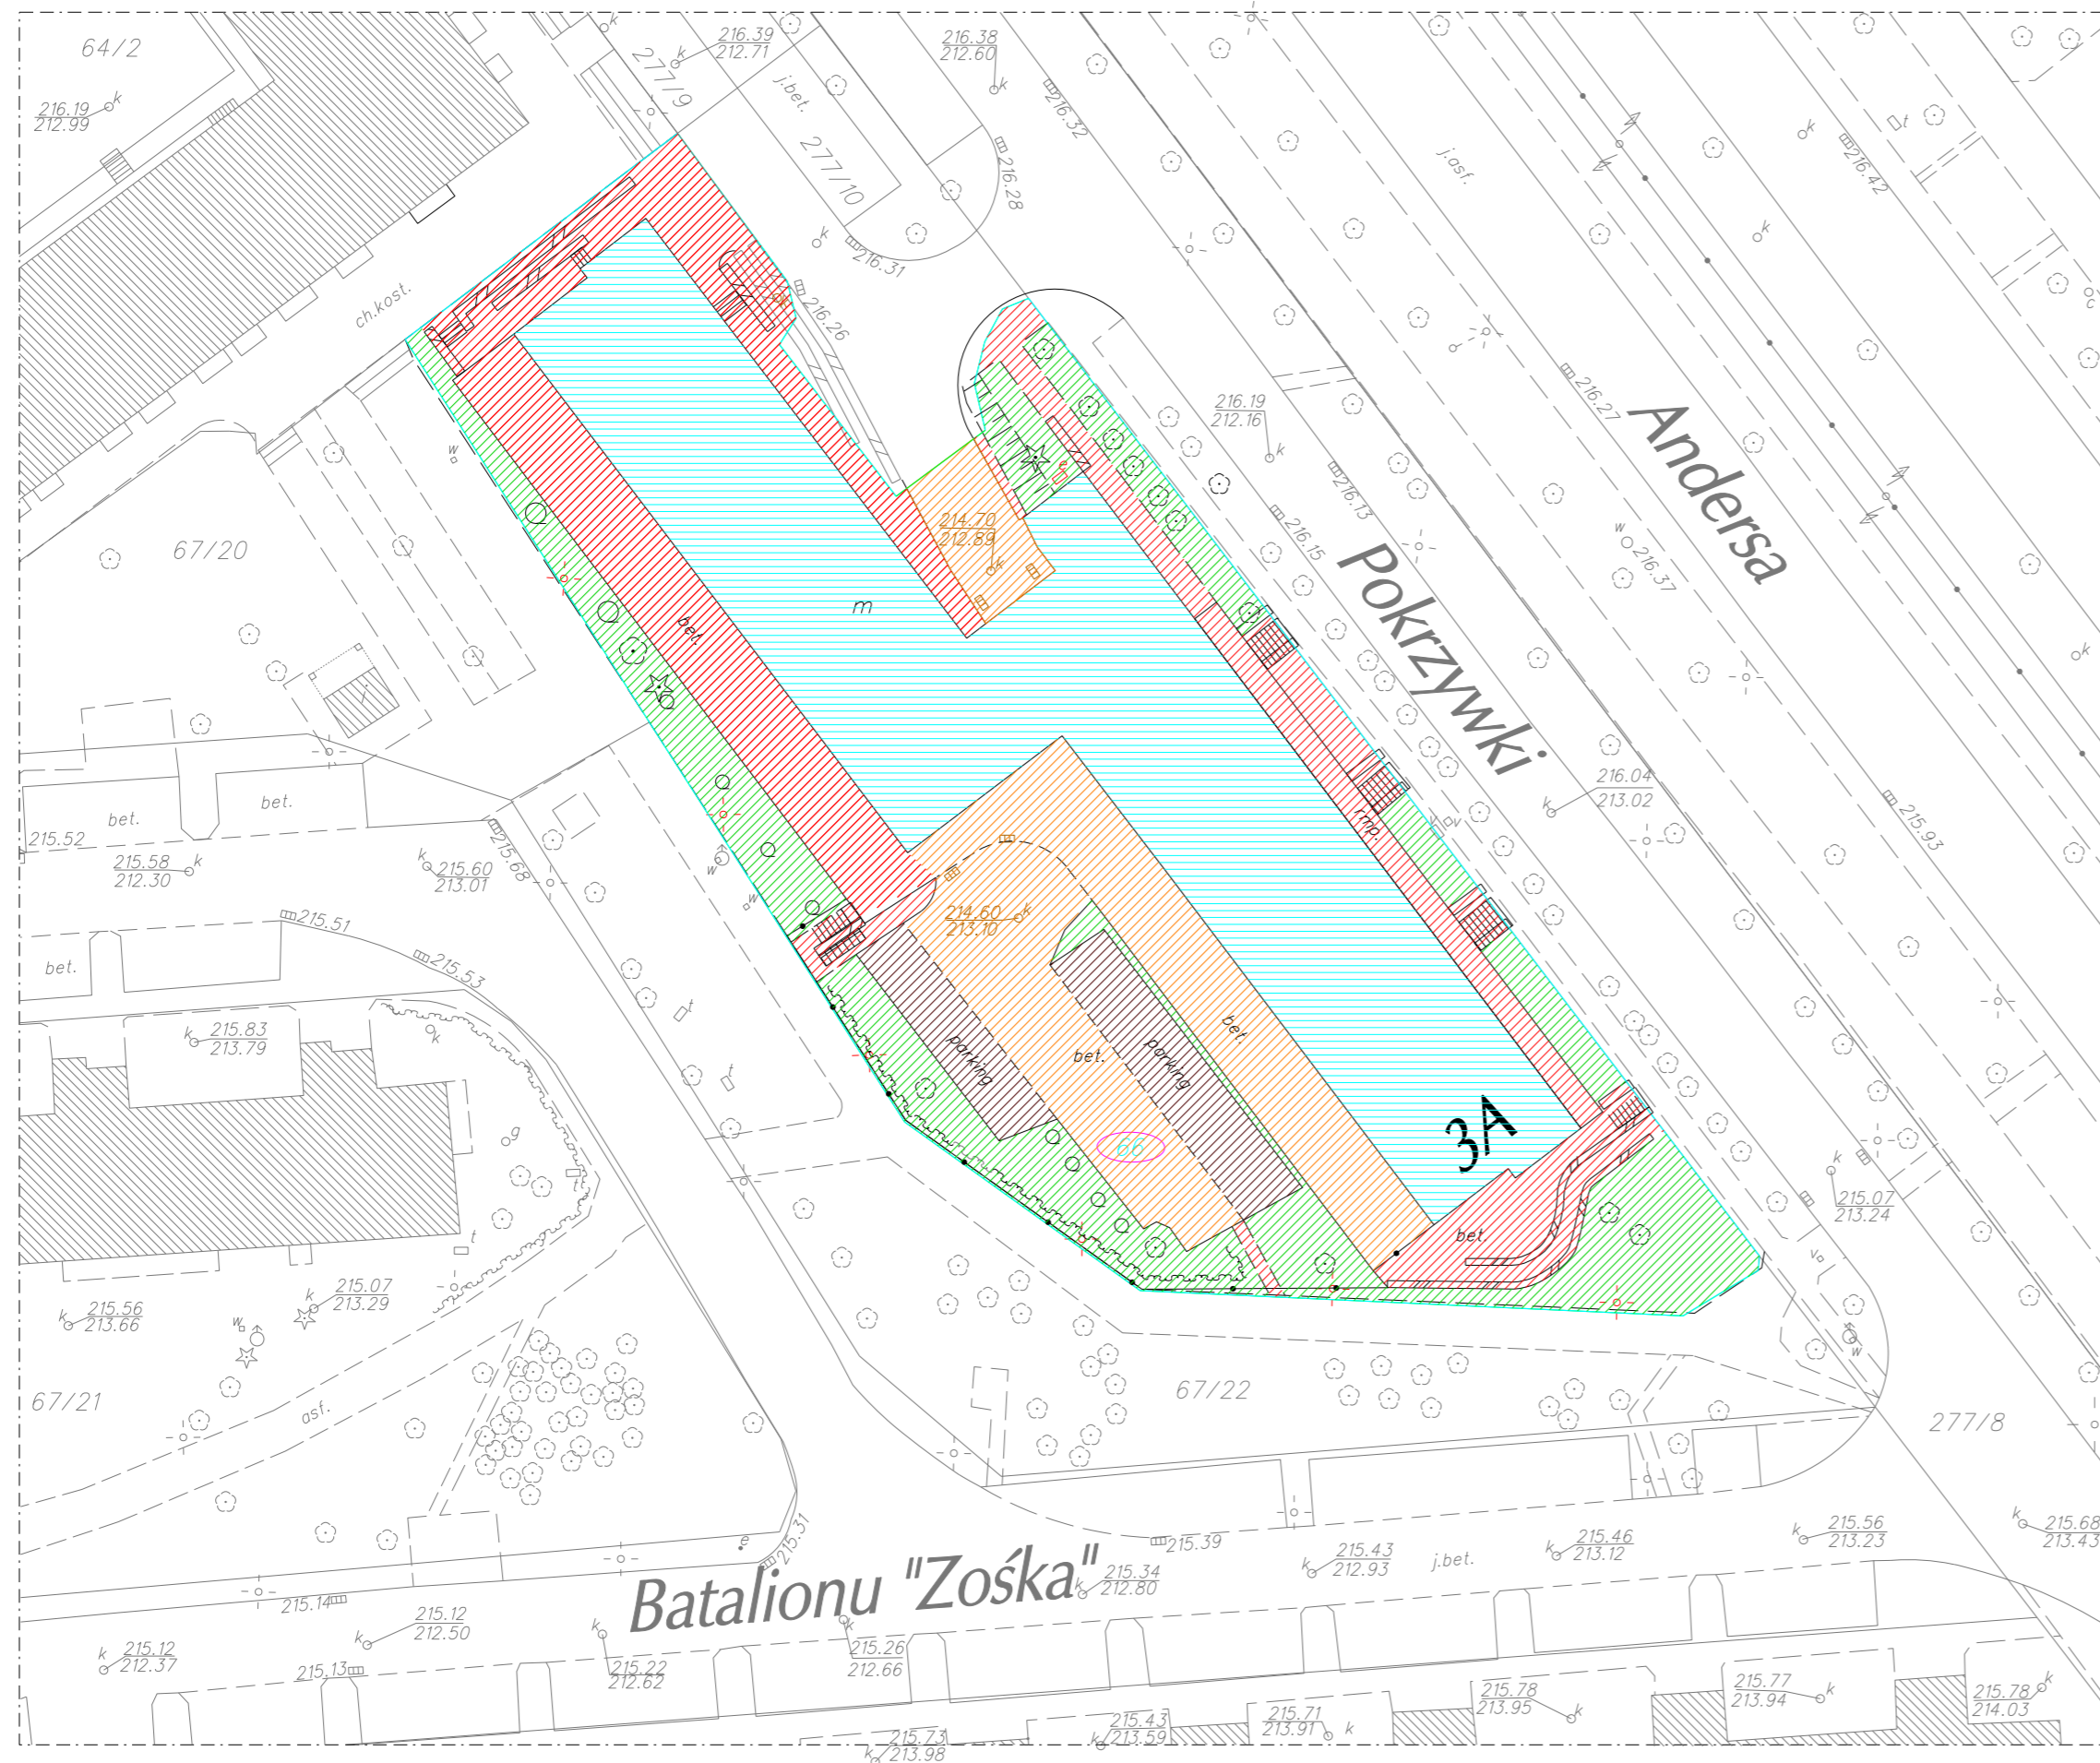 64/2
k
216.19
212.99
k
277/9
k
216.39
212.71
j.bet.
277/10
216.38
212.60
k
216.32
216.28
216.31
k
j.asf.
k
t
216.42
k
c
k
ch.kost.
216.26
216.19
212.16
k
216.27
Andersa
216.13
216.15
w
216.37
Pokrzywki
67/20
w
e
214.70
212.89
k
m
bet.
216.04
213.02
k
215.93
rmp.
v
v
bet.
bet.
215.52
215.58
212.30
k
k
215.60
213.01
215.68
w
w
215.51
215.53
bet.
214.60
213.10
k
bet.
bet.
parking
parking
t
t
k
215.83
213.79
k
g
t
t
66
3A
bet.
k
215.07
213.24
v
w
k
215.56
213.66
k
215.07
213.29
w
67/21
asf.
67/22
277/8
e
215.31
215.39
Batalionu "Zośka"
215.14
k
215.12
212.50
k
215.12
212.37
215.13
k
215.22
212.62
k
215.26
212.66
k
215.34
212.80
k
215.43
212.93
j.bet.
k
215.46
213.12
k
215.56
213.23
k
215.68
213.43
k
215.73
213.98
k
215.43
213.59
215.71
213.91
k
215.78
213.95
k
215.77
213.94
k
215.78
214.03
k